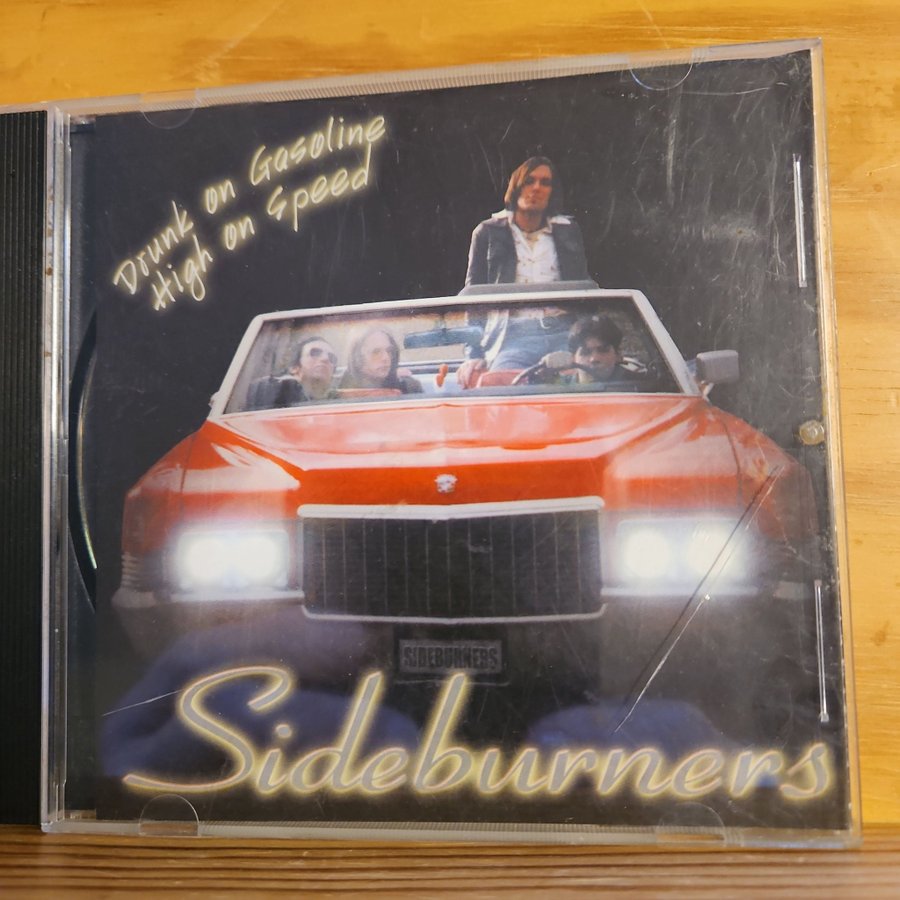 Drunk on Gasoline
High on Speed
SIDEBURNERS
Sideburners